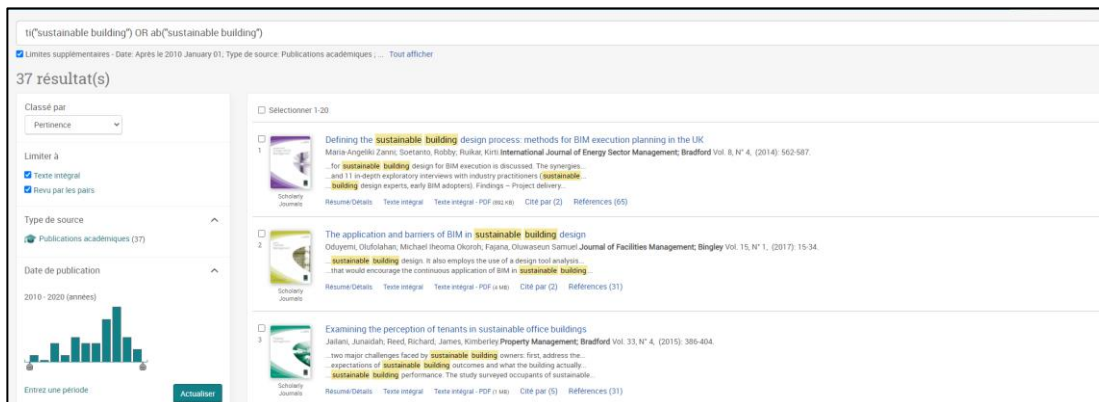 ti("sustainable building") OR ab("sustainable building")
Limites supplémentaires - Date: Après le 2010 January 01; Type de source: Publications académiques ; ... Tout afficher
37 résultat(s)
Classé par
Pertinence
Limiter à
Texte intégral
Revu par les pairs
Type de source
Publications académiques (37)
Date de publication
2010 - 2020 (années)
Entrez une période
Actualiser
Sélectionner 1-20
1
Defining the sustainable building design process: methods for BIM execution planning in the UK
Maria-Angeliki Zanni; Soetanto, Robby; Ruikar, Kirti. International Journal of Energy Sector Management; Bradford Vol. 8, N° 4, (2014): 562-587.
...for sustainable building design for BIM execution is discussed. The synergies...
...and 11 in-depth exploratory interviews with industry practitioners (sustainable...
...building design experts, early BIM adopters). Findings – Project delivery...
Scholarly Journals
Résumé/Détails Texte intégral Texte intégral - PDF (892 KB) Cité par (2) Références (65)
2
The application and barriers of BIM in sustainable building design
Oduyemi, Olufolahan; Michael Iheoma Okoroh; Fajana, Oluwaseun Samuel. Journal of Facilities Management; Bingley Vol. 15, N° 1, (2017): 15-34.
...sustainable building design. It also employs the use of a design tool analysis...
...that would encourage the continuous application of BIM in sustainable building...
Scholarly Journals
Résumé/Détails Texte intégral Texte intégral - PDF (4 MB) Cité par (2) Références (31)
3
Examining the perception of tenants in sustainable office buildings
Jailani, Junaidah; Reed, Richard; James, Kimberley. Property Management; Bradford Vol. 33, N° 4, (2015): 386-404.
...two major challenges faced by sustainable building owners: first, address the...
...expectations of sustainable building outcomes and what the building actually...
...sustainable building performance. The study surveyed occupants of sustainable...
Scholarly Journals
Résumé/Détails Texte intégral Texte intégral - PDF (1 MB) Cité par (5) Références (31)